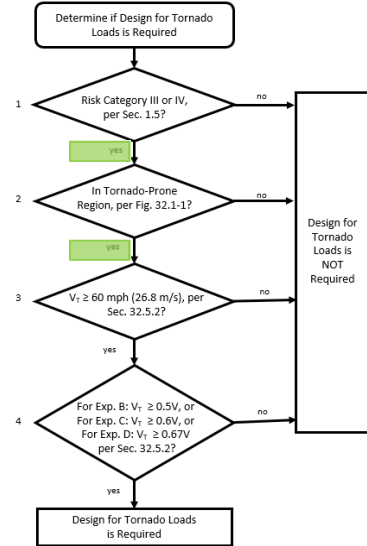 Determine if Design for Tornado
Loads is Required
1
Risk Category III or IV,
per Sec. 1.5?
no
yes
2
In Tornado-Prone
Region, per Fig. 32.1-1?
no
yes
Design for
Tornado
Loads is
NOT
Required
3
V_T ≥ 60 mph (26.8 m/s), per
Sec. 32.5.2?
no
yes
4
For Exp. B: V_T ≥ 0.5V, or
For Exp. C: V_T ≥ 0.6V, or
For Exp. D: V_T ≥ 0.67V
per Sec. 32.5.2?
no
yes
Design for Tornado Loads
is Required